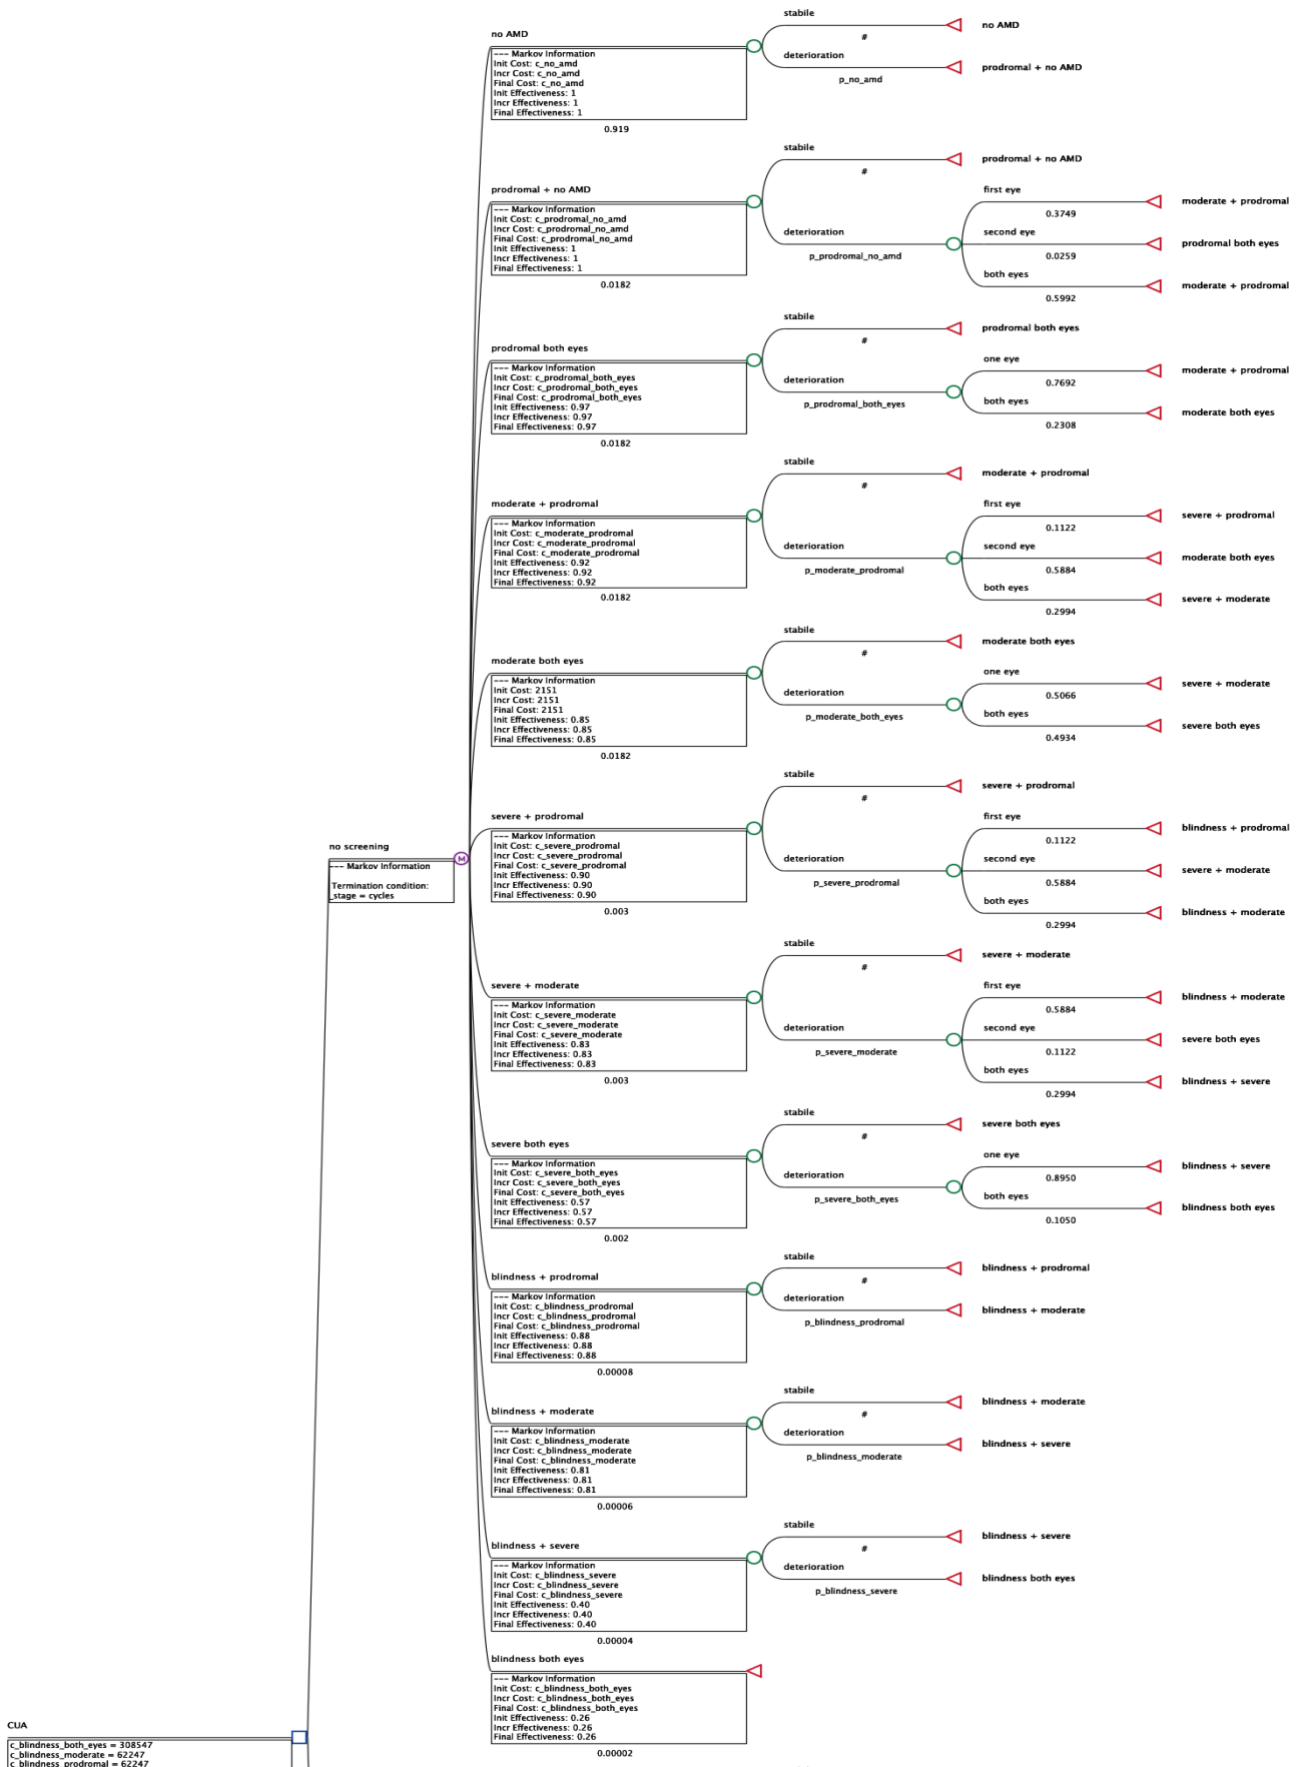 no AMD
--- Markov Information
Init Cost: c_no_amd
Incr Cost: c_no_amd
Final Cost: c_no_amd
Init Effectiveness: 1
Incr Effectiveness: 1
Final Effectiveness: 1
0.919
stabile
#
no AMD
deterioration
p_no_amd
prodromal + no AMD
prodromal + no AMD
--- Markov Information
Init Cost: c_prodromal_no_amd
Incr Cost: c_prodromal_no_amd
Final Cost: c_prodromal_no_amd
Init Effectiveness: 1
Incr Effectiveness: 1
Final Effectiveness: 1
0.0182
stabile
#
prodromal + no AMD
deterioration
p_prodromal_no_amd
first eye
0.3749
moderate + prodromal
second eye
0.0259
prodromal both eyes
both eyes
0.5992
moderate + prodromal
prodromal both eyes
--- Markov Information
Init Cost: c_prodromal_both_eyes
Incr Cost: c_prodromal_both_eyes
Final Cost: c_prodromal_both_eyes
Init Effectiveness: 0.97
Incr Effectiveness: 0.97
Final Effectiveness: 0.97
0.0182
stabile
#
prodromal both eyes
deterioration
p_prodromal_both_eyes
one eye
0.7692
moderate + prodromal
both eyes
0.2308
moderate both eyes
moderate + prodromal
--- Markov Information
Init Cost: c_moderate_prodromal
Incr Cost: c_moderate_prodromal
Final Cost: c_moderate_prodromal
Init Effectiveness: 0.92
Incr Effectiveness: 0.92
Final Effectiveness: 0.92
0.0182
stabile
#
moderate + prodromal
deterioration
p_moderate_prodromal
first eye
0.1122
severe + prodromal
second eye
0.5884
moderate both eyes
both eyes
0.2994
severe + moderate
moderate both eyes
--- Markov Information
Init Cost: 2151
Incr Cost: 2151
Final Cost: 2151
Init Effectiveness: 0.85
Incr Effectiveness: 0.85
Final Effectiveness: 0.85
0.0182
stabile
#
moderate both eyes
deterioration
p_moderate_both_eyes
one eye
0.5066
severe + moderate
both eyes
0.4934
severe both eyes
no screening
--- Markov Information
Termination condition:
_stage = cycles
M
severe + prodromal
--- Markov Information
Init Cost: c_severe_prodromal
Incr Cost: c_severe_prodromal
Final Cost: c_severe_prodromal
Init Effectiveness: 0.90
Incr Effectiveness: 0.90
Final Effectiveness: 0.90
0.003
stabile
#
severe + prodromal
deterioration
p_severe_prodromal
first eye
0.1122
blindness + prodromal
second eye
0.5884
severe + moderate
both eyes
0.2994
blindness + moderate
severe + moderate
--- Markov Information
Init Cost: c_severe_moderate
Incr Cost: c_severe_moderate
Final Cost: c_severe_moderate
Init Effectiveness: 0.83
Incr Effectiveness: 0.83
Final Effectiveness: 0.83
0.003
stabile
#
severe + moderate
deterioration
p_severe_moderate
first eye
0.5884
blindness + moderate
second eye
0.1122
severe both eyes
both eyes
0.2994
blindness + severe
severe both eyes
--- Markov Information
Init Cost: c_severe_both_eyes
Incr Cost: c_severe_both_eyes
Final Cost: c_severe_both_eyes
Init Effectiveness: 0.57
Incr Effectiveness: 0.57
Final Effectiveness: 0.57
0.002
stabile
#
severe both eyes
deterioration
p_severe_both_eyes
one eye
0.8950
blindness + severe
both eyes
0.1050
blindness both eyes
blindness + prodromal
--- Markov Information
Init Cost: c_blindness_prodromal
Incr Cost: c_blindness_prodromal
Final Cost: c_blindness_prodromal
Init Effectiveness: 0.88
Incr Effectiveness: 0.88
Final Effectiveness: 0.88
0.00008
stabile
#
blindness + prodromal
deterioration
p_blindness_prodromal
blindness + moderate
blindness + moderate
--- Markov Information
Init Cost: c_blindness_moderate
Incr Cost: c_blindness_moderate
Final Cost: c_blindness_moderate
Init Effectiveness: 0.81
Incr Effectiveness: 0.81
Final Effectiveness: 0.81
0.00006
stabile
#
blindness + moderate
deterioration
p_blindness_moderate
blindness + severe
blindness + severe
--- Markov Information
Init Cost: c_blindness_severe
Incr Cost: c_blindness_severe
Final Cost: c_blindness_severe
Init Effectiveness: 0.40
Incr Effectiveness: 0.40
Final Effectiveness: 0.40
0.00004
stabile
#
blindness + severe
deterioration
p_blindness_severe
blindness both eyes
blindness both eyes
--- Markov Information
Init Cost: c_blindness_both_eyes
Incr Cost: c_blindness_both_eyes
Final Cost: c_blindness_both_eyes
Init Effectiveness: 0.26
Incr Effectiveness: 0.26
Final Effectiveness: 0.26
0.00002
CUA
c_blindness_both_eyes = 308547
c_blindness_moderate = 62247
c_blindness_prodromal = 62247